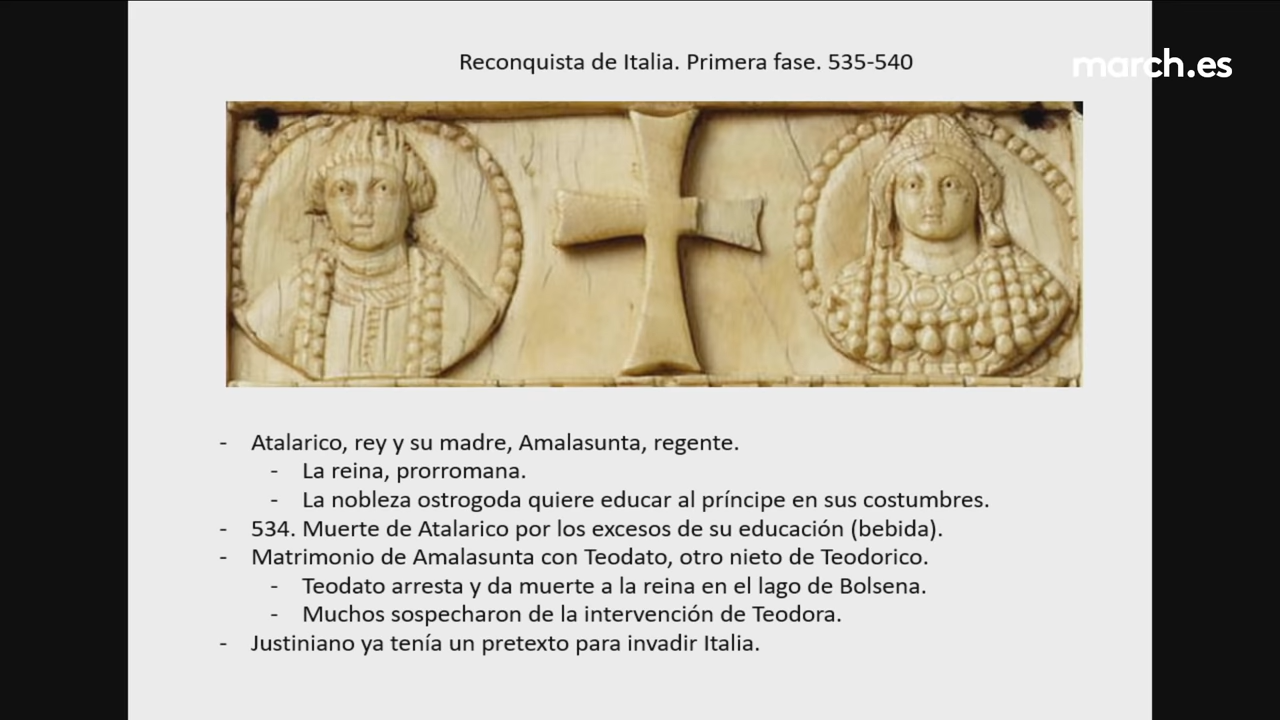 Reconquista de Italia. Primera fase. 535-540
march.es
- Atalarico, rey y su madre, Amalasunta, regente.
- La reina, prorromana.
- La nobleza ostrogoda quiere educar al príncipe en sus costumbres.
- 534. Muerte de Atalarico por los excesos de su educación (bebida).
- Matrimonio de Amalasunta con Teodato, otro nieto de Teodorico.
- Teodato arresta y da muerte a la reina en el lago de Bolsena.
- Muchos sospecharon de la intervención de Teodora.
- Justiniano ya tenía un pretexto para invadir Italia.